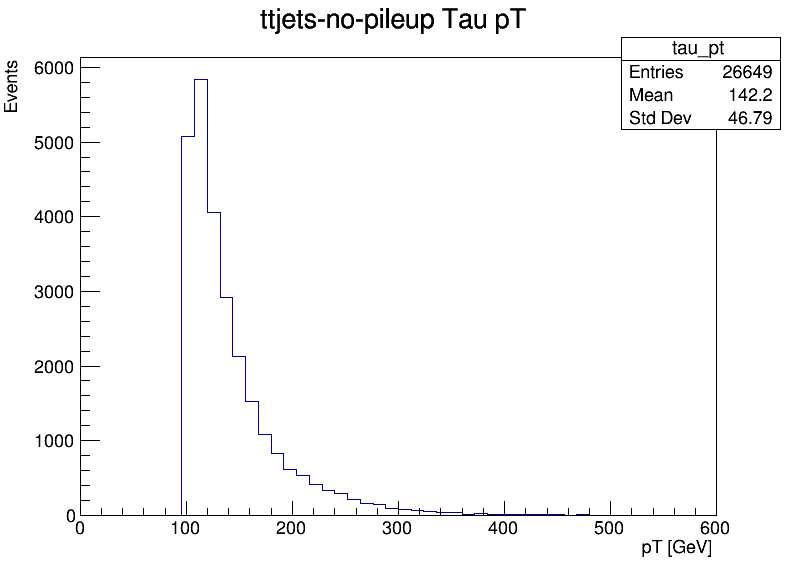 ttjets-no-pileup Tau pT
tau_pt
Entries 26649
Mean 142.2
Std Dev 46.79
Events
6000
5000
4000
3000
2000
1000
0
0 100 200 300 400 500 600
pT [GeV]